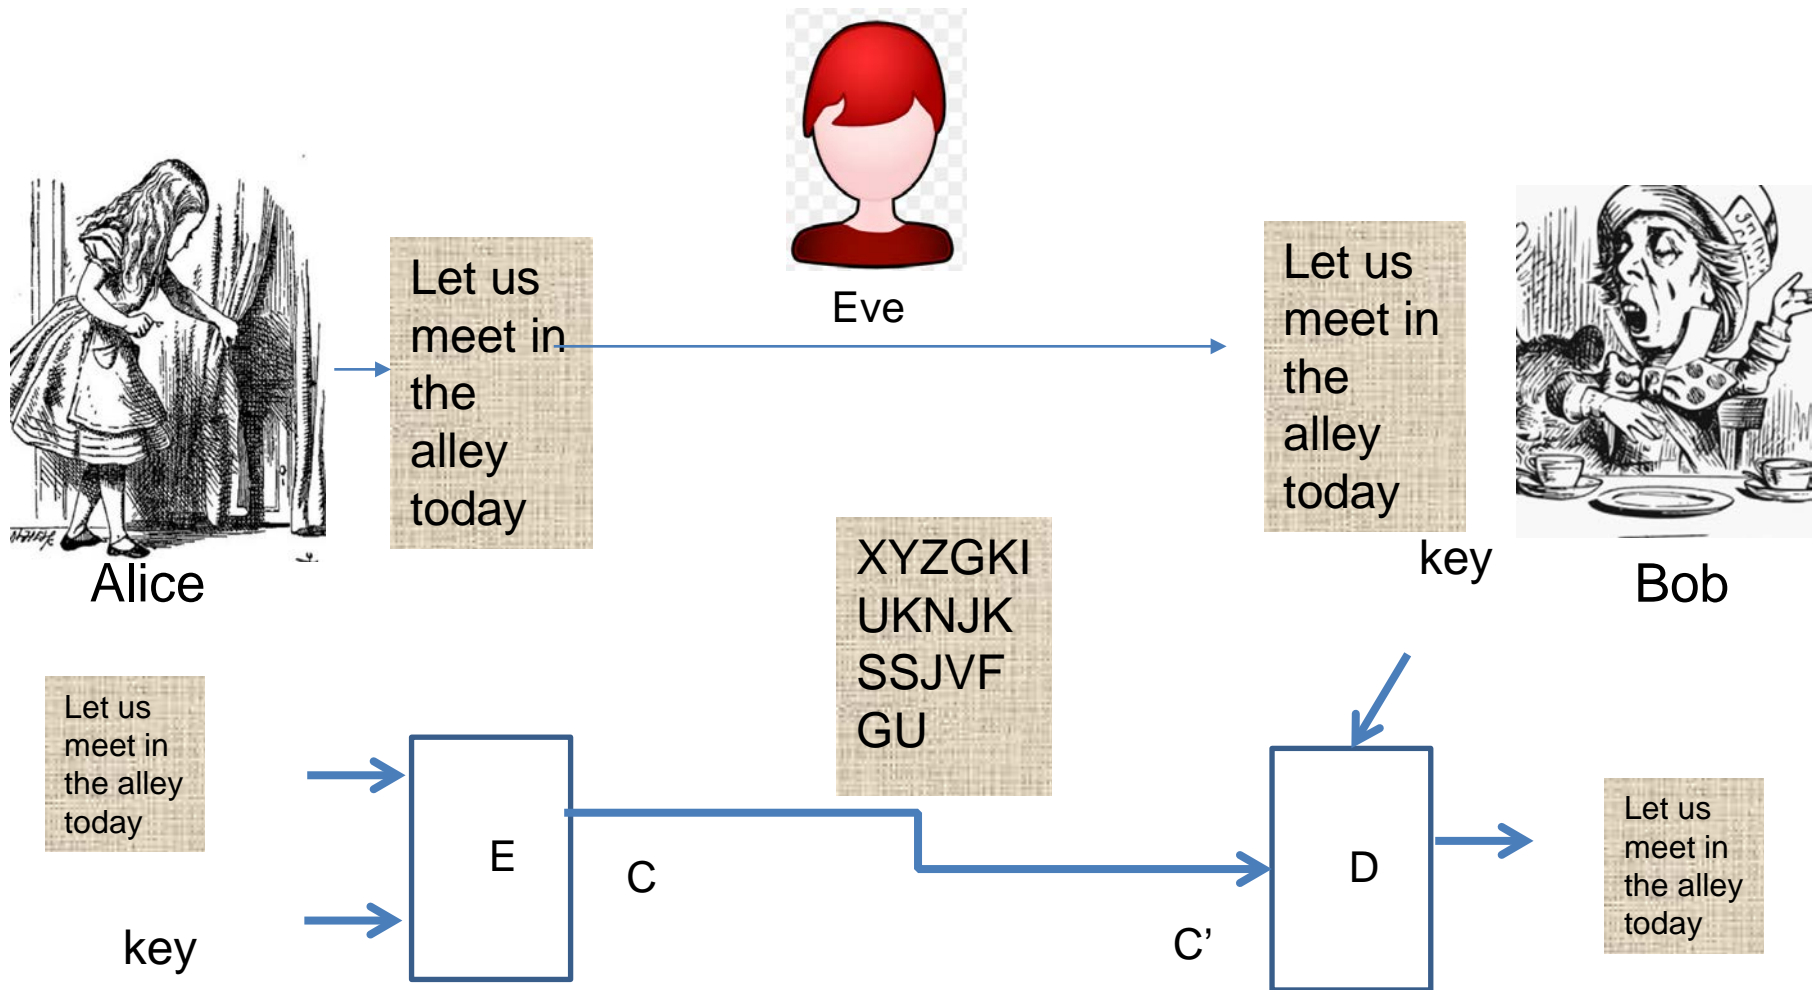 Eve
Let us
meet in
the
alley
today
Let us
meet in
the
alley
today
Alice
key
Bob
XYZGKI
UKNJK
SSJVF
GU
Let us
meet in
the alley
today
key
E
C
C’
D
Let us
meet in
the alley
today